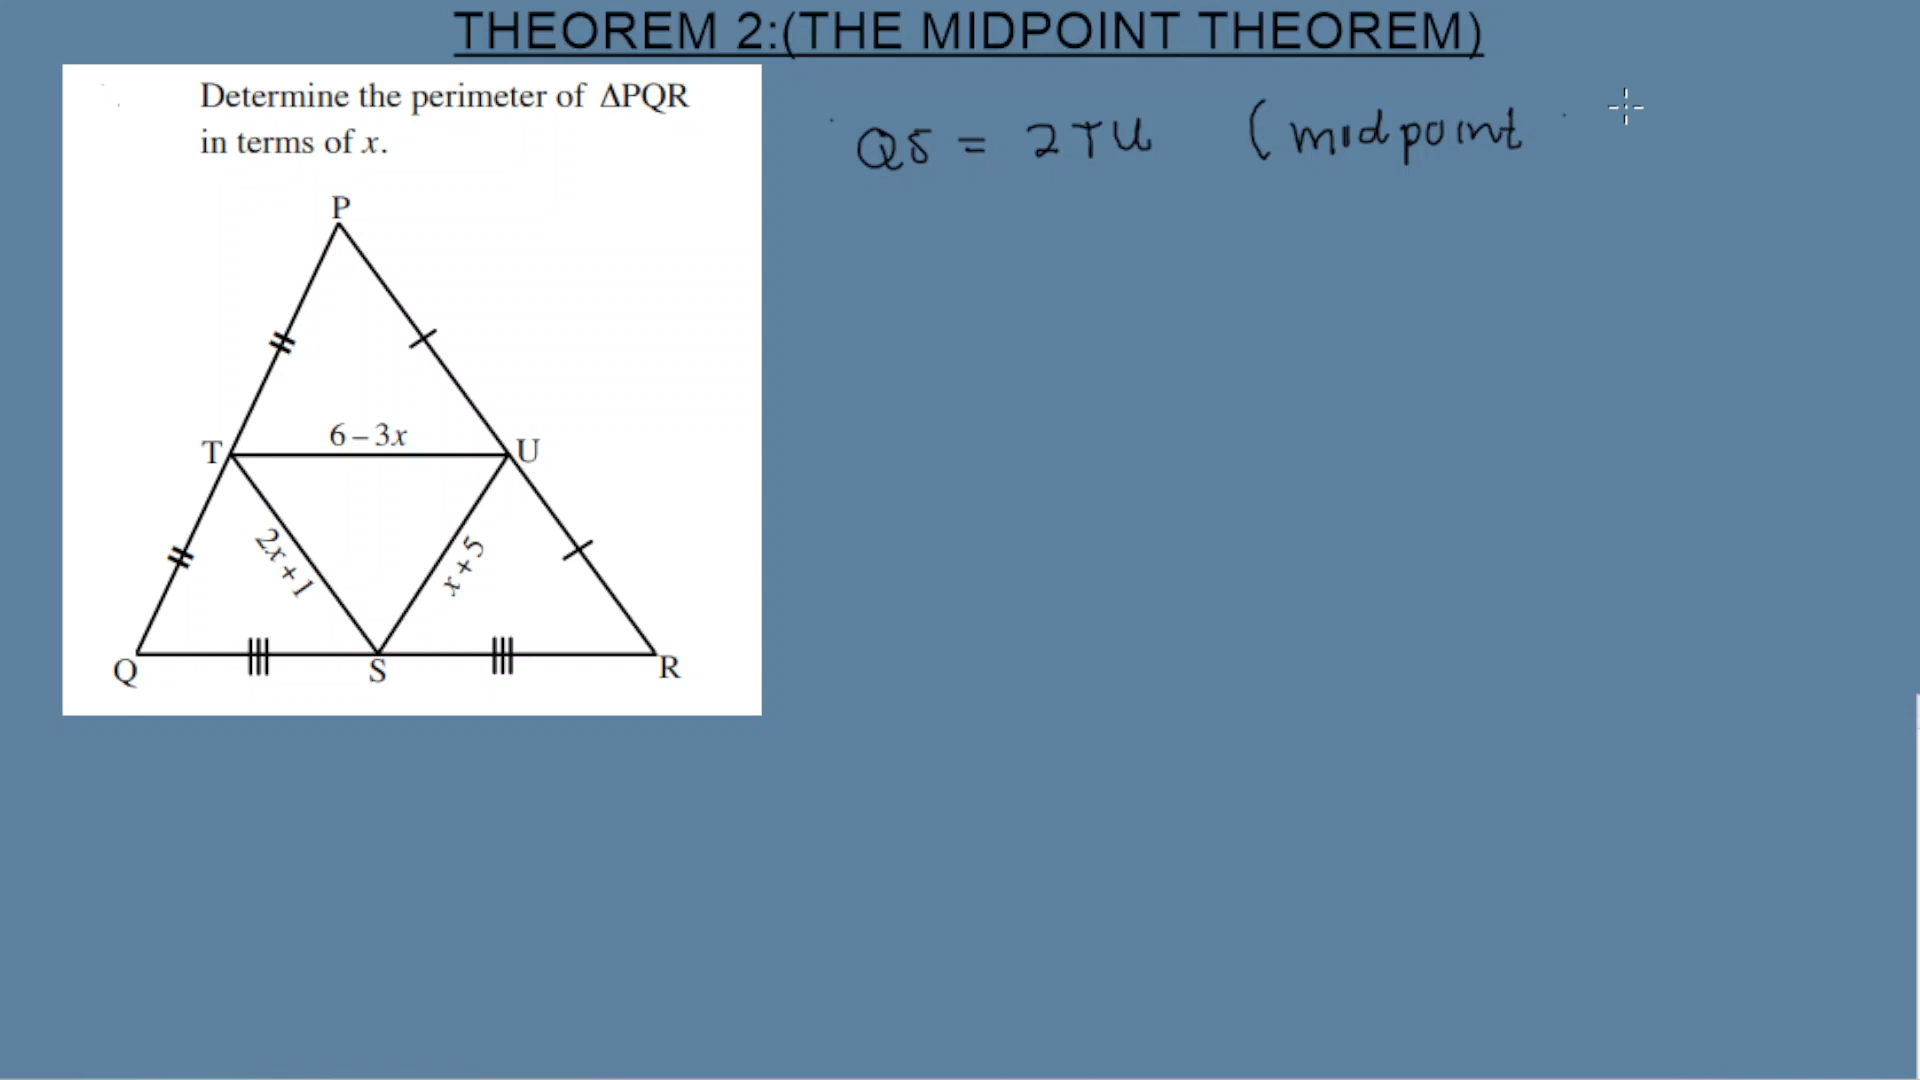 THEOREM 2:(THE MIDPOINT THEOREM)
Determine the perimeter of ΔPQR
in terms of x.
QS = 2TU (midpoint
P
6 – 3x
T
U
2x + 1
x + 5
Q
S
R